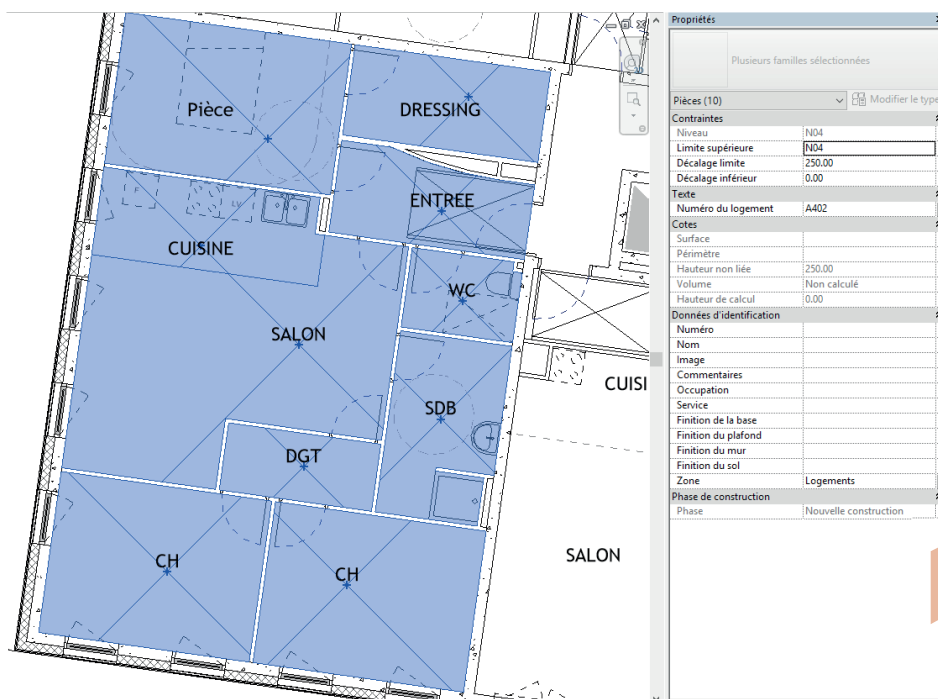 Pièce
DRESSING
ENTREE
CUISINE
WC
SALON
SDB
DGT
CH
CH
CUISI
SALON
Propriétés
Plusieurs familles sélectionnées
Pièces (10)
Modifier le type
Contraintes
Niveau N04
Limite supérieure N04
Décalage limite 250.00
Décalage inférieur 0.00
Texte
Numéro du logement A402
Cotes
Surface
Périmètre
Hauteur non liée 250.00
Volume Non calculé
Hauteur de calcul 0.00
Données d'identification
Numéro
Nom
Image
Commentaires
Occupation
Service
Finition de la base
Finition du plafond
Finition du mur
Finition du sol
Zone Logements
Phase de construction
Phase Nouvelle construction